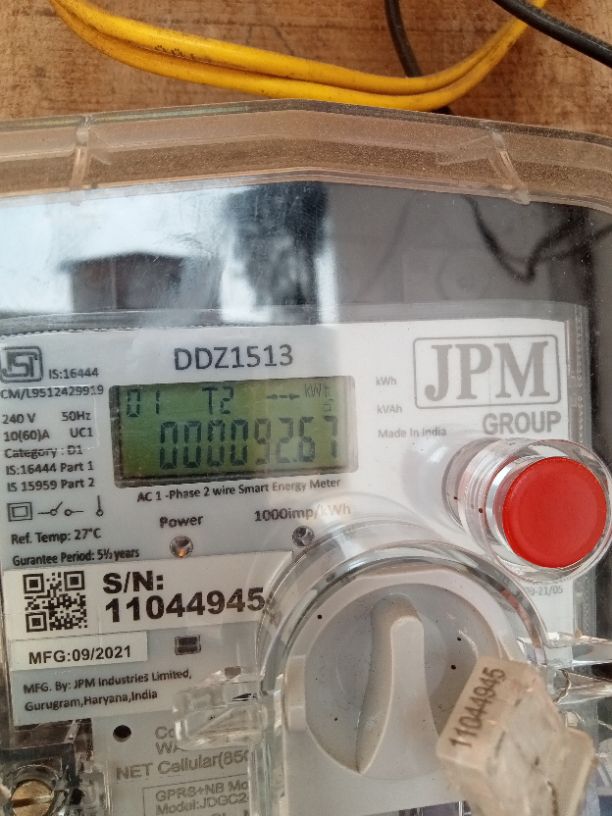 DDZ1513
IS:16444
CM/L9512429919
240 V 50Hz
10(60)A UC1
Category : D1
IS:16444 Part 1
IS 15959 Part 2
01 T2 --- kWh
000092.67
kWh
kVAh
Made In India
JPM
GROUP
AC 1 -Phase 2 wire Smart Energy Meter
Power
1000imp/kWh
Ref. Temp: 27°C
Gurantee Period: 5½ years
S/N:
11044945
MFG:09/2021
MFG. By: JPM Industries Limited,
Gurugram,Haryana,India
NET Cellular(850
GPRS+NB Mo
Model:JDGC2
11044945